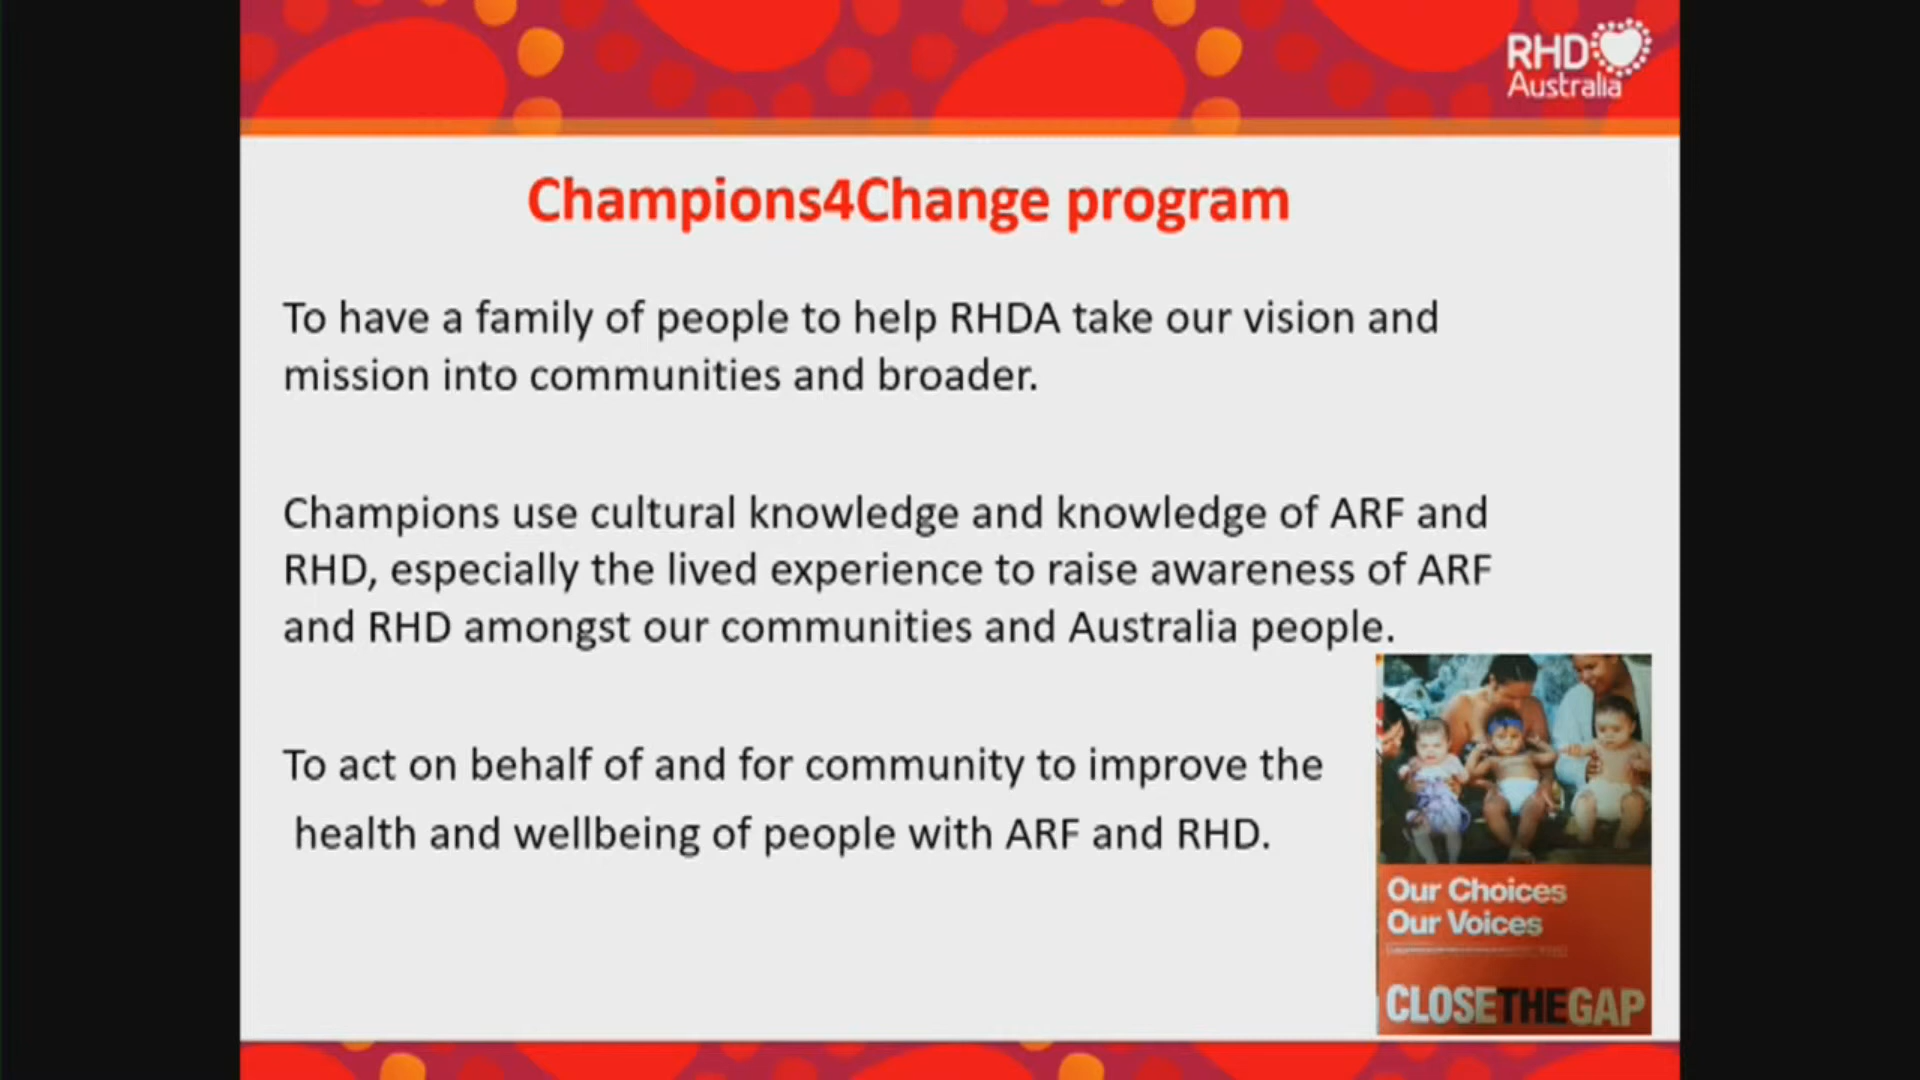 RHD
Australia
Champions4Change program
To have a family of people to help RHDA take our vision and
mission into communities and broader.
Champions use cultural knowledge and knowledge of ARF and
RHD, especially the lived experience to raise awareness of ARF
and RHD amongst our communities and Australia people.
To act on behalf of and for community to improve the
health and wellbeing of people with ARF and RHD.
Our Choices
Our Voices
CLOSETHEGAP